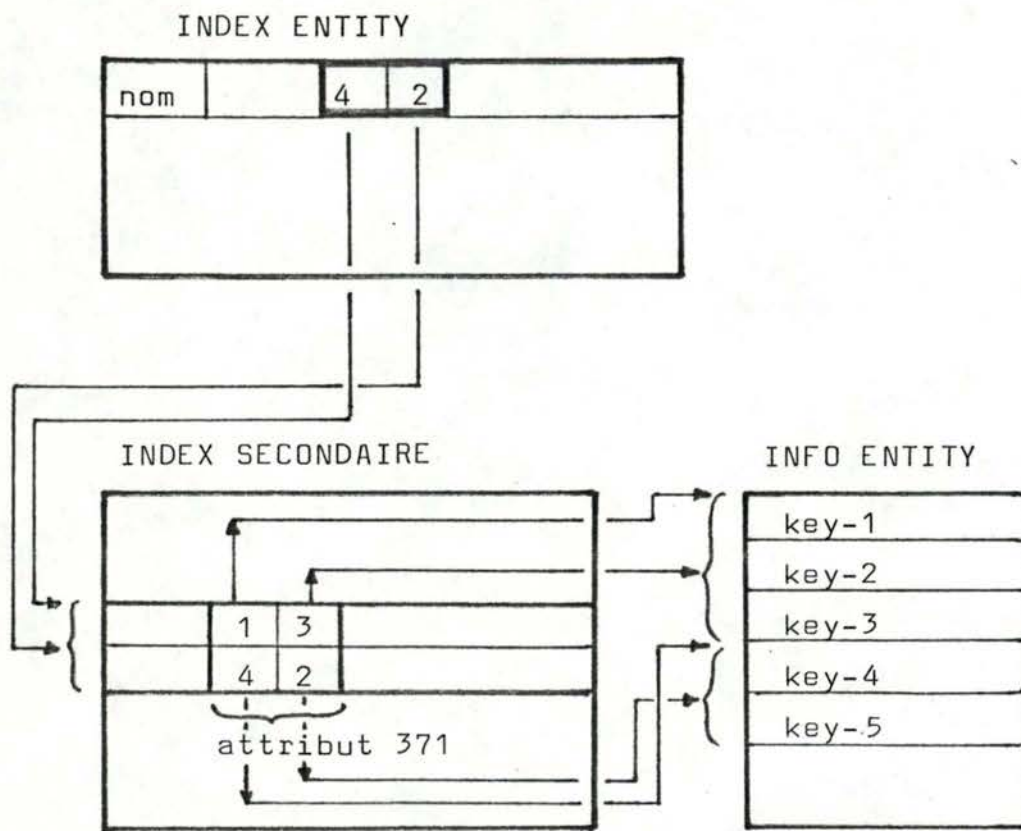 INDEX ENTITY
nom 4 2
INDEX SECONDAIRE
1 3
4 2
attribut 371
INFO ENTITY
key-1
key-2
key-3
key-4
key-5